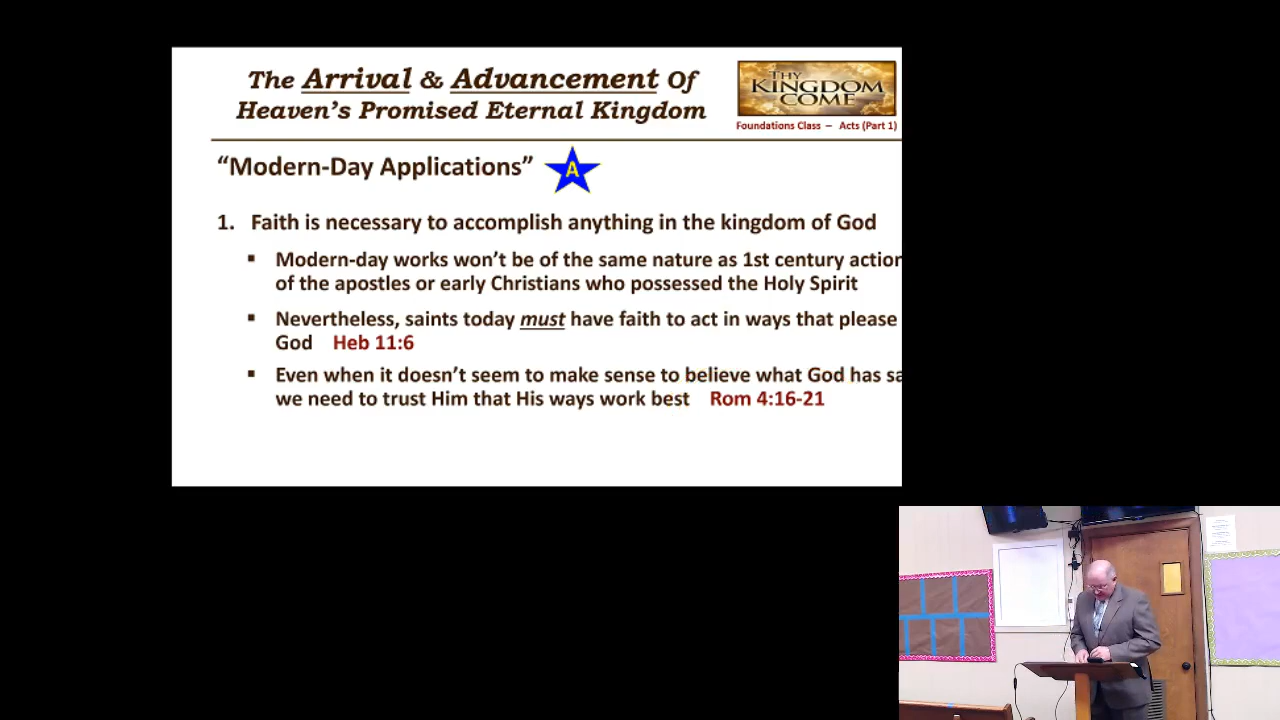 The Arrival & Advancement Of
Heaven's Promised Eternal Kingdom
THY
KINGDOM
COME
Foundations Class – Acts (Part 1)
“Modern-Day Applications”
A
1. Faith is necessary to accomplish anything in the kingdom of God
▪ Modern-day works won't be of the same nature as 1st century action
of the apostles or early Christians who possessed the Holy Spirit
▪ Nevertheless, saints today must have faith to act in ways that please
God Heb 11:6
▪ Even when it doesn't seem to make sense to believe what God has sa
we need to trust Him that His ways work best Rom 4:16-21